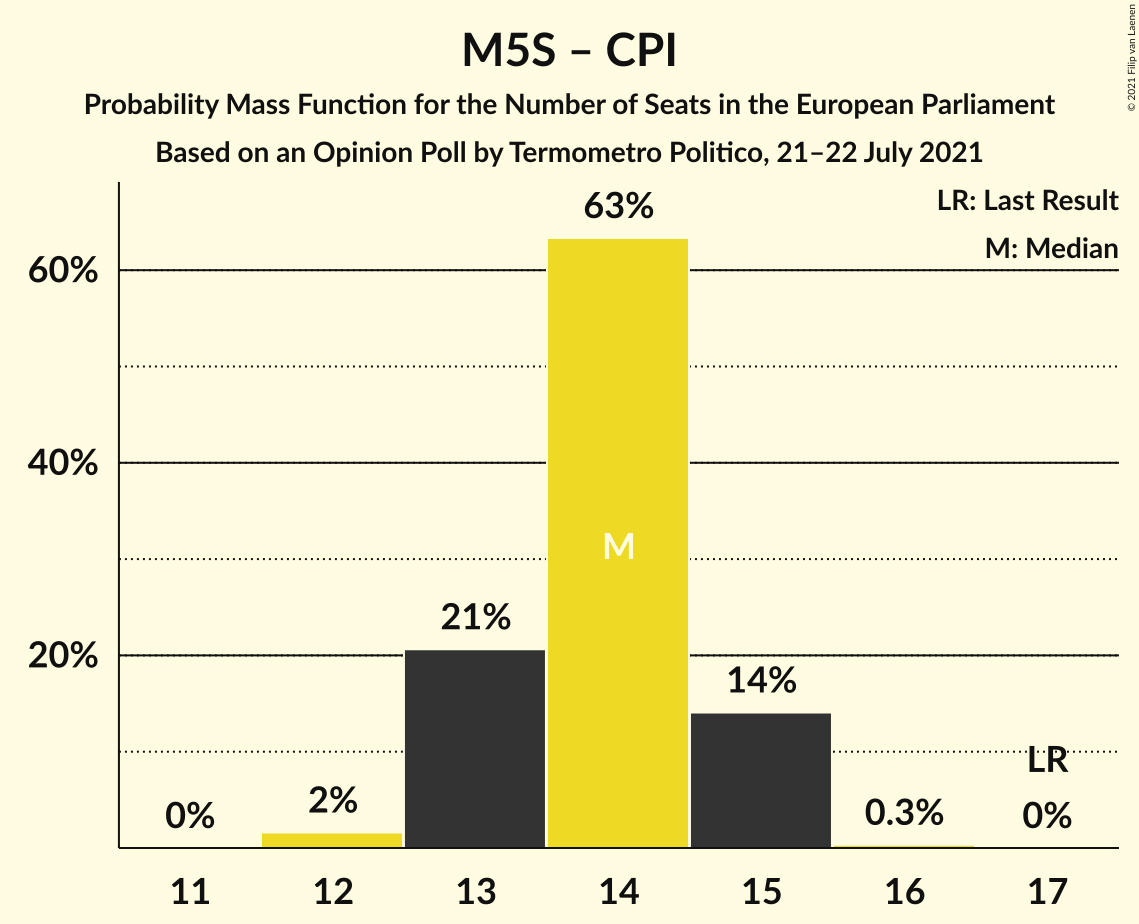 M5S – CPI
Probability Mass Function for the Number of Seats in the European Parliament
Based on an Opinion Poll by Termometro Politico, 21–22 July 2021
© 2021 Filip van Laenen
LR: Last Result
M: Median
60%
40%
20%
0%
2%
21%
63%
M
14%
0.3%
LR
0%
11
12
13
14
15
16
17